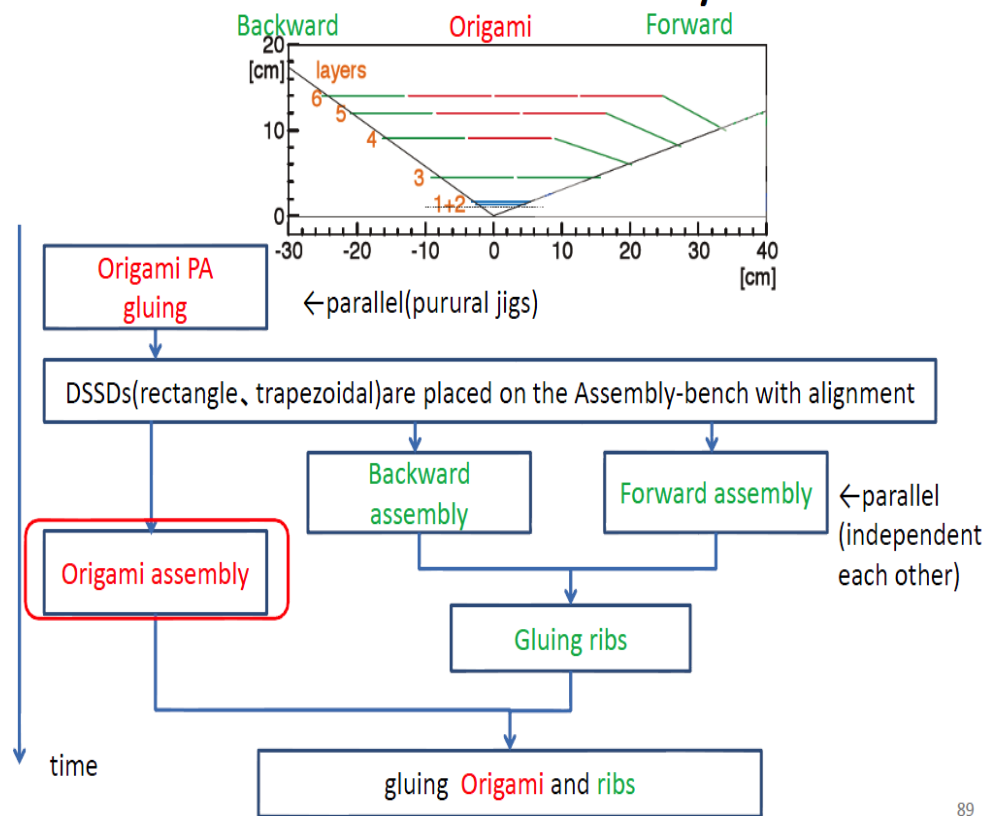 Backward Origami Forward
20
[cm]
layers
6
5
10
4
3
1+2
0
-30 -20 -10 0 10 20 30 40
[cm]
Origami PA
gluing
←parallel(purural jigs)
DSSDs(rectangle、trapezoidal)are placed on the Assembly-bench with alignment
Backward
assembly
Forward assembly
←parallel
(independent
each other)
Origami assembly
Gluing ribs
time
gluing Origami and ribs
89